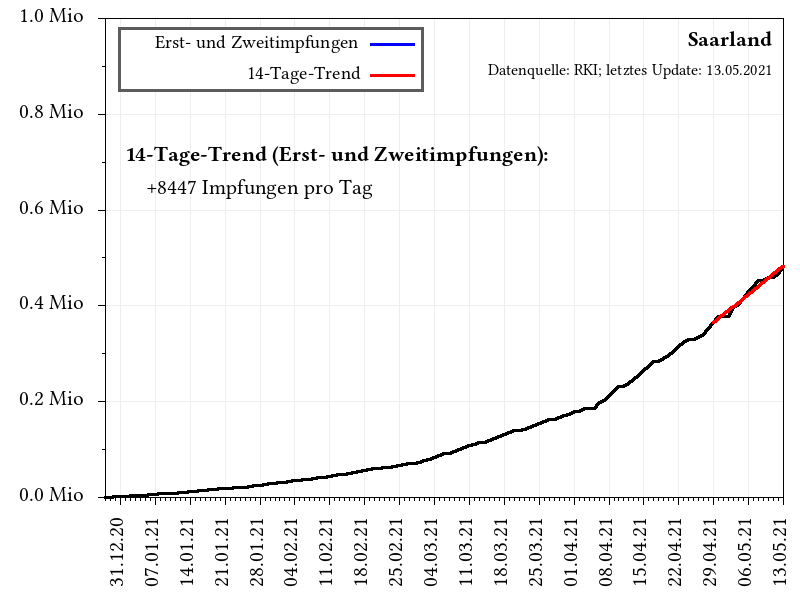 1.0 Mio
0.8 Mio
0.6 Mio
0.4 Mio
0.2 Mio
0.0 Mio
Erst- und Zweitimpfungen
14-Tage-Trend
Saarland
Datenquelle: RKI; letztes Update: 13.05.2021
14-Tage-Trend (Erst- und Zweitimpfungen):
+8447 Impfungen pro Tag
31.12.20
07.01.21
14.01.21
21.01.21
28.01.21
04.02.21
11.02.21
18.02.21
25.02.21
04.03.21
11.03.21
18.03.21
25.03.21
01.04.21
08.04.21
15.04.21
22.04.21
29.04.21
06.05.21
13.05.21